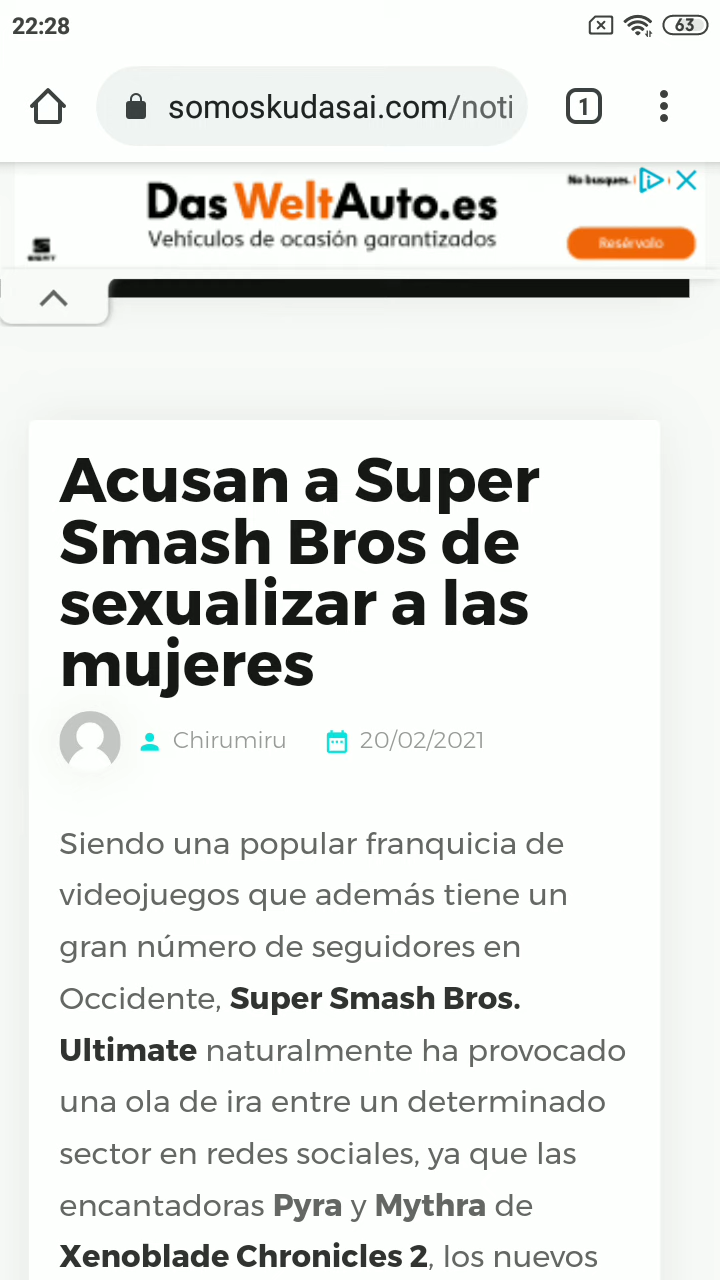 22:28
63
somoskudasai.com/noti
1
Das WeltAuto.es
Vehículos de ocasión garantizados
No busques.
Resérvalo
SEAT
Acusan a Super
Smash Bros de
sexualizar a las
mujeres
Chirumiru 20/02/2021
Siendo una popular franquicia de
videojuegos que además tiene un
gran número de seguidores en
Occidente, Super Smash Bros.
Ultimate naturalmente ha provocado
una ola de ira entre un determinado
sector en redes sociales, ya que las
encantadoras Pyra y Mythra de
Xenoblade Chronicles 2, los nuevos